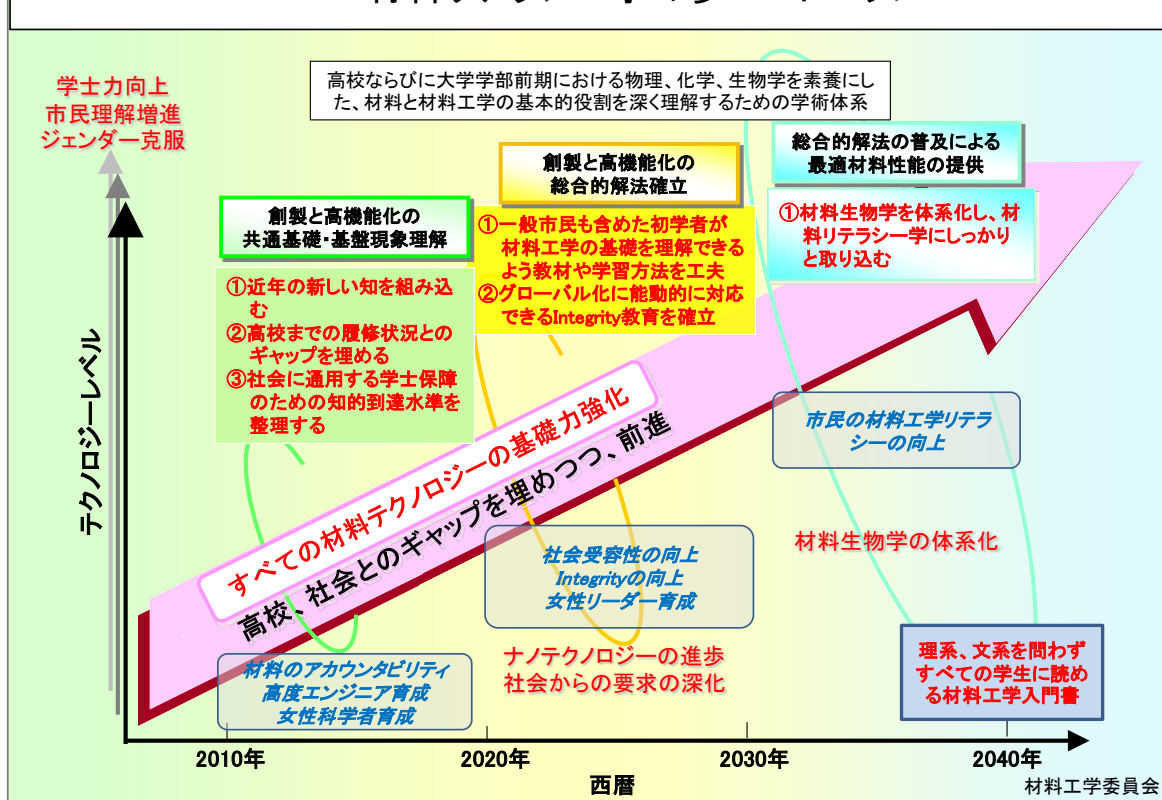 学士力向上
市民理解増進
ジェンダー克服
高校ならびに大学学部前期における物理、化学、生物学を素養にし
た、材料と材料工学の基本的役割を深く理解するための学術体系
総合的解法の普及による
最適材料性能の提供
創製と高機能化の
総合的解法確立
創製と高機能化の
共通基礎・基盤現象理解
①材料生物学を体系化し、材
料リテラシー学にしっかり
と取り込む
①一般市民も含めた初学者が
材料工学の基礎を理解できる
よう教材や学習方法を工夫
②グローバル化に能動的に対応
できるIntegrity教育を確立
①近年の新しい知を組み込
む
②高校までの履修状況との
ギャップを埋める
③社会に通用する学士保障
のための知的到達水準を
整理する
テクノロジーレベル
すべての材料テクノロジーの基礎力強化
高校、社会とのギャップを埋めつつ、前進
市民の材料工学リテラ
シーの向上
材料生物学の体系化
社会受容性の向上
Integrityの向上
女性リーダー育成
ナノテクノロジーの進歩
社会からの要求の深化
材料のアカウンタビリティ
高度エンジニア育成
女性科学者育成
理系、文系を問わず
すべての学生に読め
る材料工学入門書
2010年
2020年
2030年
2040年
西暦
材料工学委員会